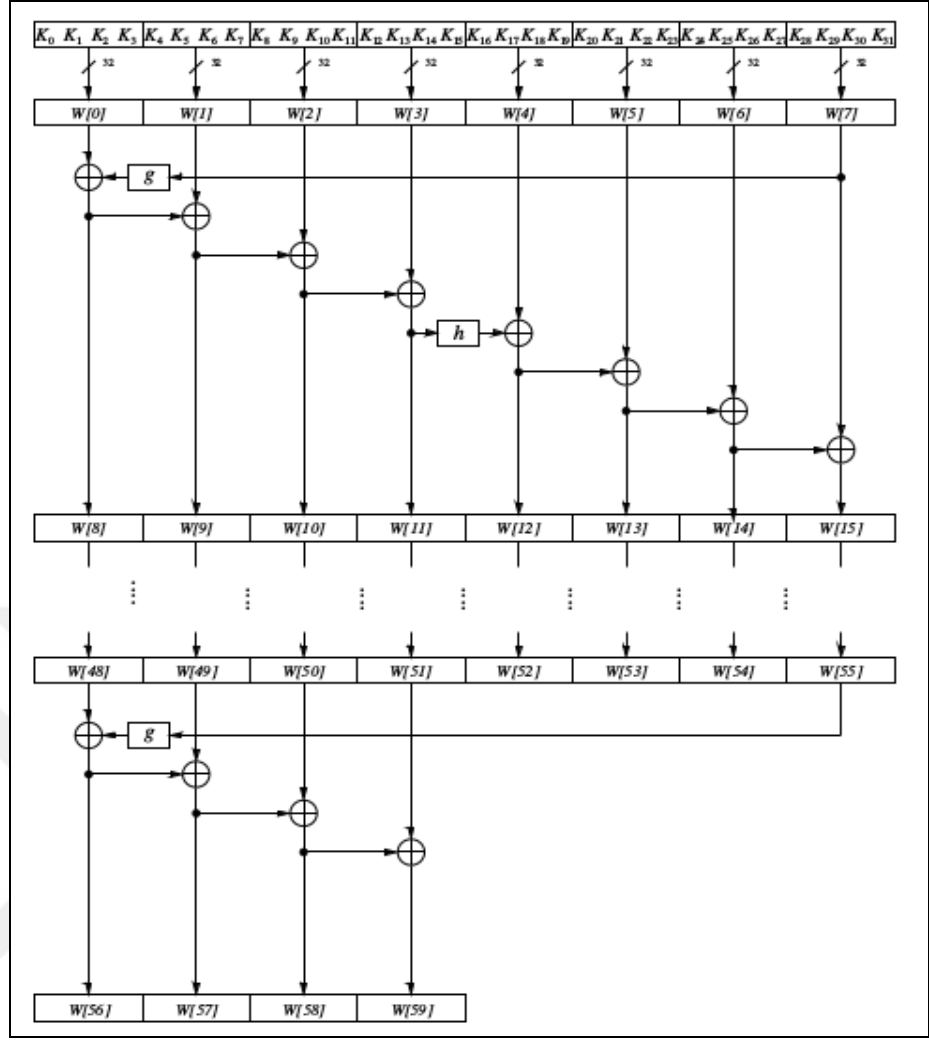 K0 K1 K2 K3 K4 K5 K6 K7 K8 K9 K10 K11 K12 K13 K14 K15 K16 K17 K18 K19 K20 K21 K22 K23 K24 K25 K26 K27 K28 K29 K30 K31
32 32 32 32 32 32 32 32
W[0] W[1] W[2] W[3] W[4] W[5] W[6] W[7]
g
h
W[8] W[9] W[10] W[11] W[12] W[13] W[14] W[15]
W[48] W[49] W[50] W[51] W[52] W[53] W[54] W[55]
g
W[56] W[57] W[58] W[59]